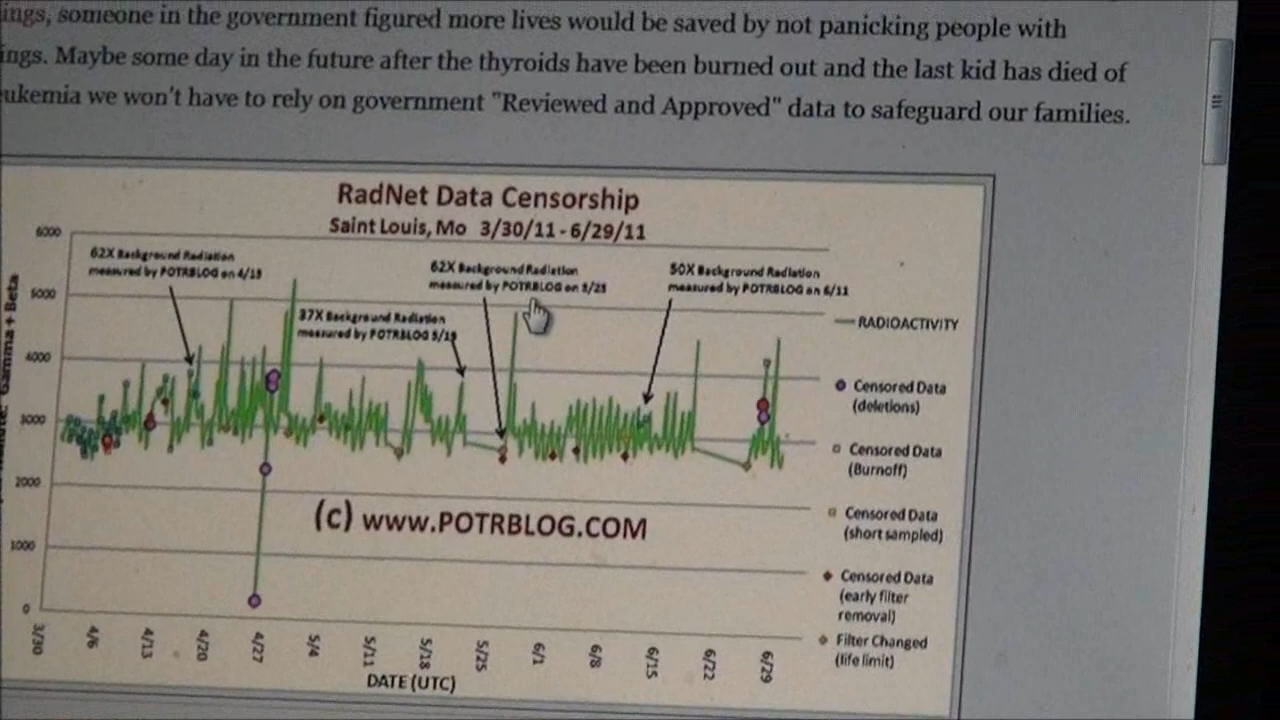 ings, someone in the government figured more lives would be saved by not panicking people with
ings. Maybe some day in the future after the thyroids have been burned out and the last kid has died of
ukemia we won't have to rely on government "Reviewed and Approved" data to safeguard our families.
RadNet Data Censorship
Saint Louis, Mo 3/30/11 - 6/29/11
6000
62X Background Radiation
measured by POTRBLOG on 4/13
62X Background Radiation
measured by POTRBLOG on 5/25
50X Background Radiation
measured by POTRBLOG on 6/11
5000
37X Background Radiation
measured by POTRBLOG 5/19
RADIOACTIVITY
4000
Censored Data
(deletions)
3000
Censored Data
(Burnoff)
2000
(c) www.POTRBLOG.COM
Censored Data
(short sampled)
1000
Censored Data
(early filter
removal)
0
Filter Changed
(life limit)
Gamma + Beta
3/30 4/6 4/13 4/20 4/27 5/4 5/11 5/18 5/25 6/1 6/8 6/15 6/22 6/29
DATE (UTC)